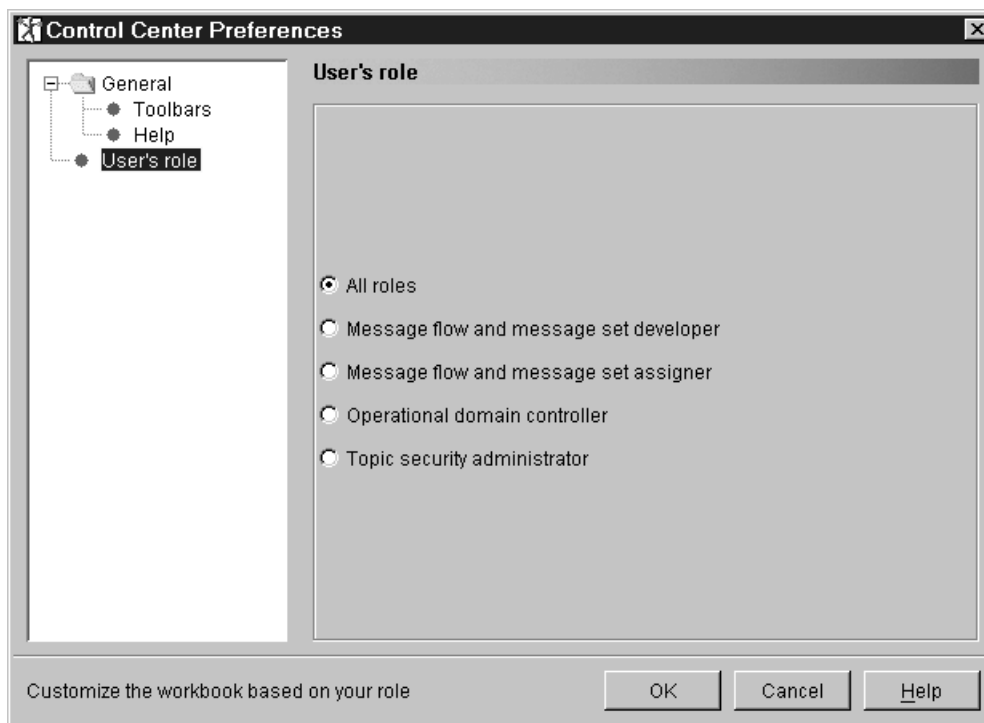 Control Center Preferences
General
Toolbars
Help
User's role
User's role
All roles
Message flow and message set developer
Message flow and message set assigner
Operational domain controller
Topic security administrator
Customize the workbook based on your role
OK
Cancel
Help